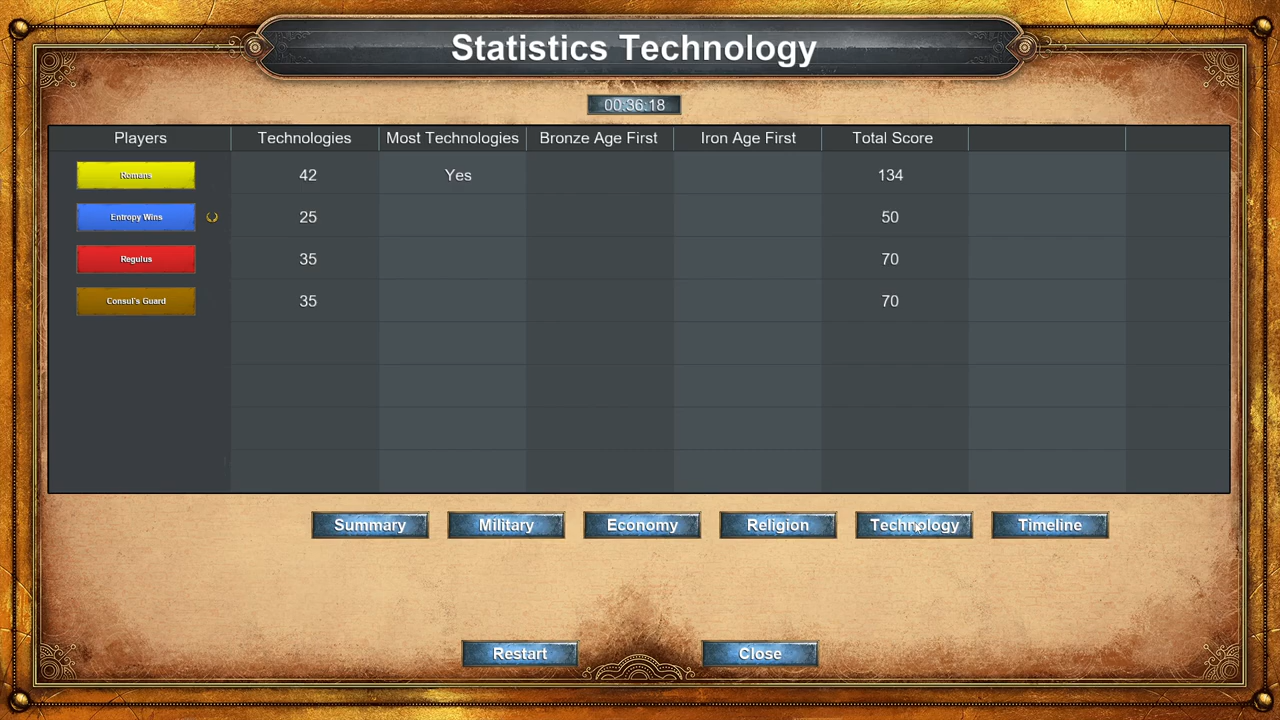 Statistics Technology
00:36:18
Players Technologies Most Technologies Bronze Age First Iron Age First Total Score
Romans 42 Yes 134
Entropy Wins 25 50
Regulus 35 70
Consul's Guard 35 70
Summary Military Economy Religion Technology Timeline
Restart Close